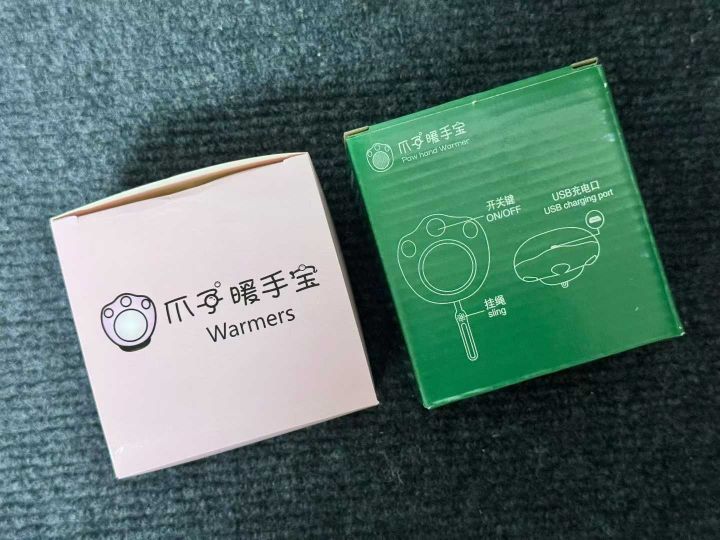 爪子暖手宝
Warmers
爪子暖手宝
Paw hand Warmer
开关键
ON/OFF
USB充电口
USB charging port
挂绳
sling